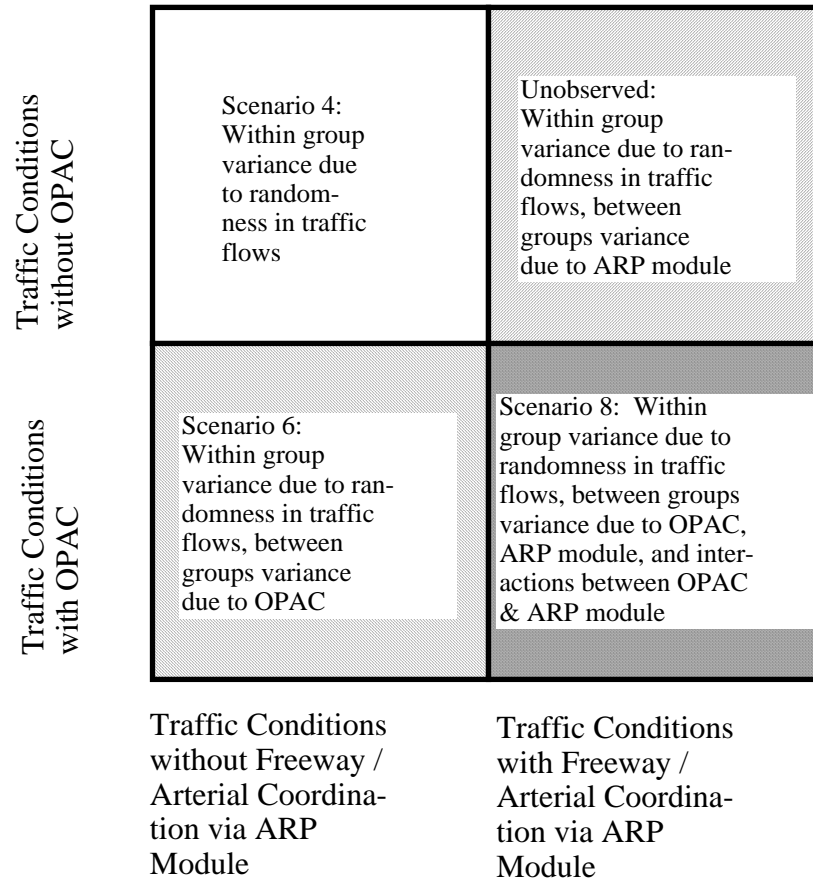 Traffic Conditions
without OPAC
Scenario 4:
Within group
variance due
to random-
ness in traffic
flows
Unobserved:
Within group
variance due to ran-
domness in traffic
flows, between
groups variance
due to ARP module
Traffic Conditions
with OPAC
Scenario 6:
Within group
variance due to ran-
domness in traffic
flows, between
groups variance
due to OPAC
Scenario 8:  Within
group variance due to
randomness in traffic
flows, between groups
variance due to OPAC,
ARP module, and inter-
actions between OPAC
& ARP module
Traffic Conditions
without Freeway /
Arterial Coordina-
tion via ARP
Module
Traffic Conditions
with Freeway /
Arterial Coordina-
tion via ARP
Module